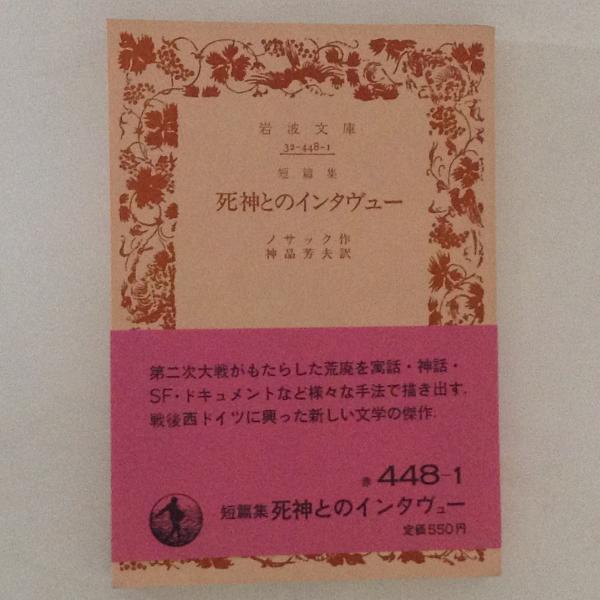 岩波文庫
32-448-1
短篇集
死神とのインタヴュー
ノサック作
神品芳夫訳
第二次大戦がもたらした荒廃を寓話・神話・
SF・ドキュメントなど様々な手法で描き出す.
戦後西ドイツに興った新しい文学の傑作.
赤 448-1
短篇集 死神とのインタヴュー
定価550円